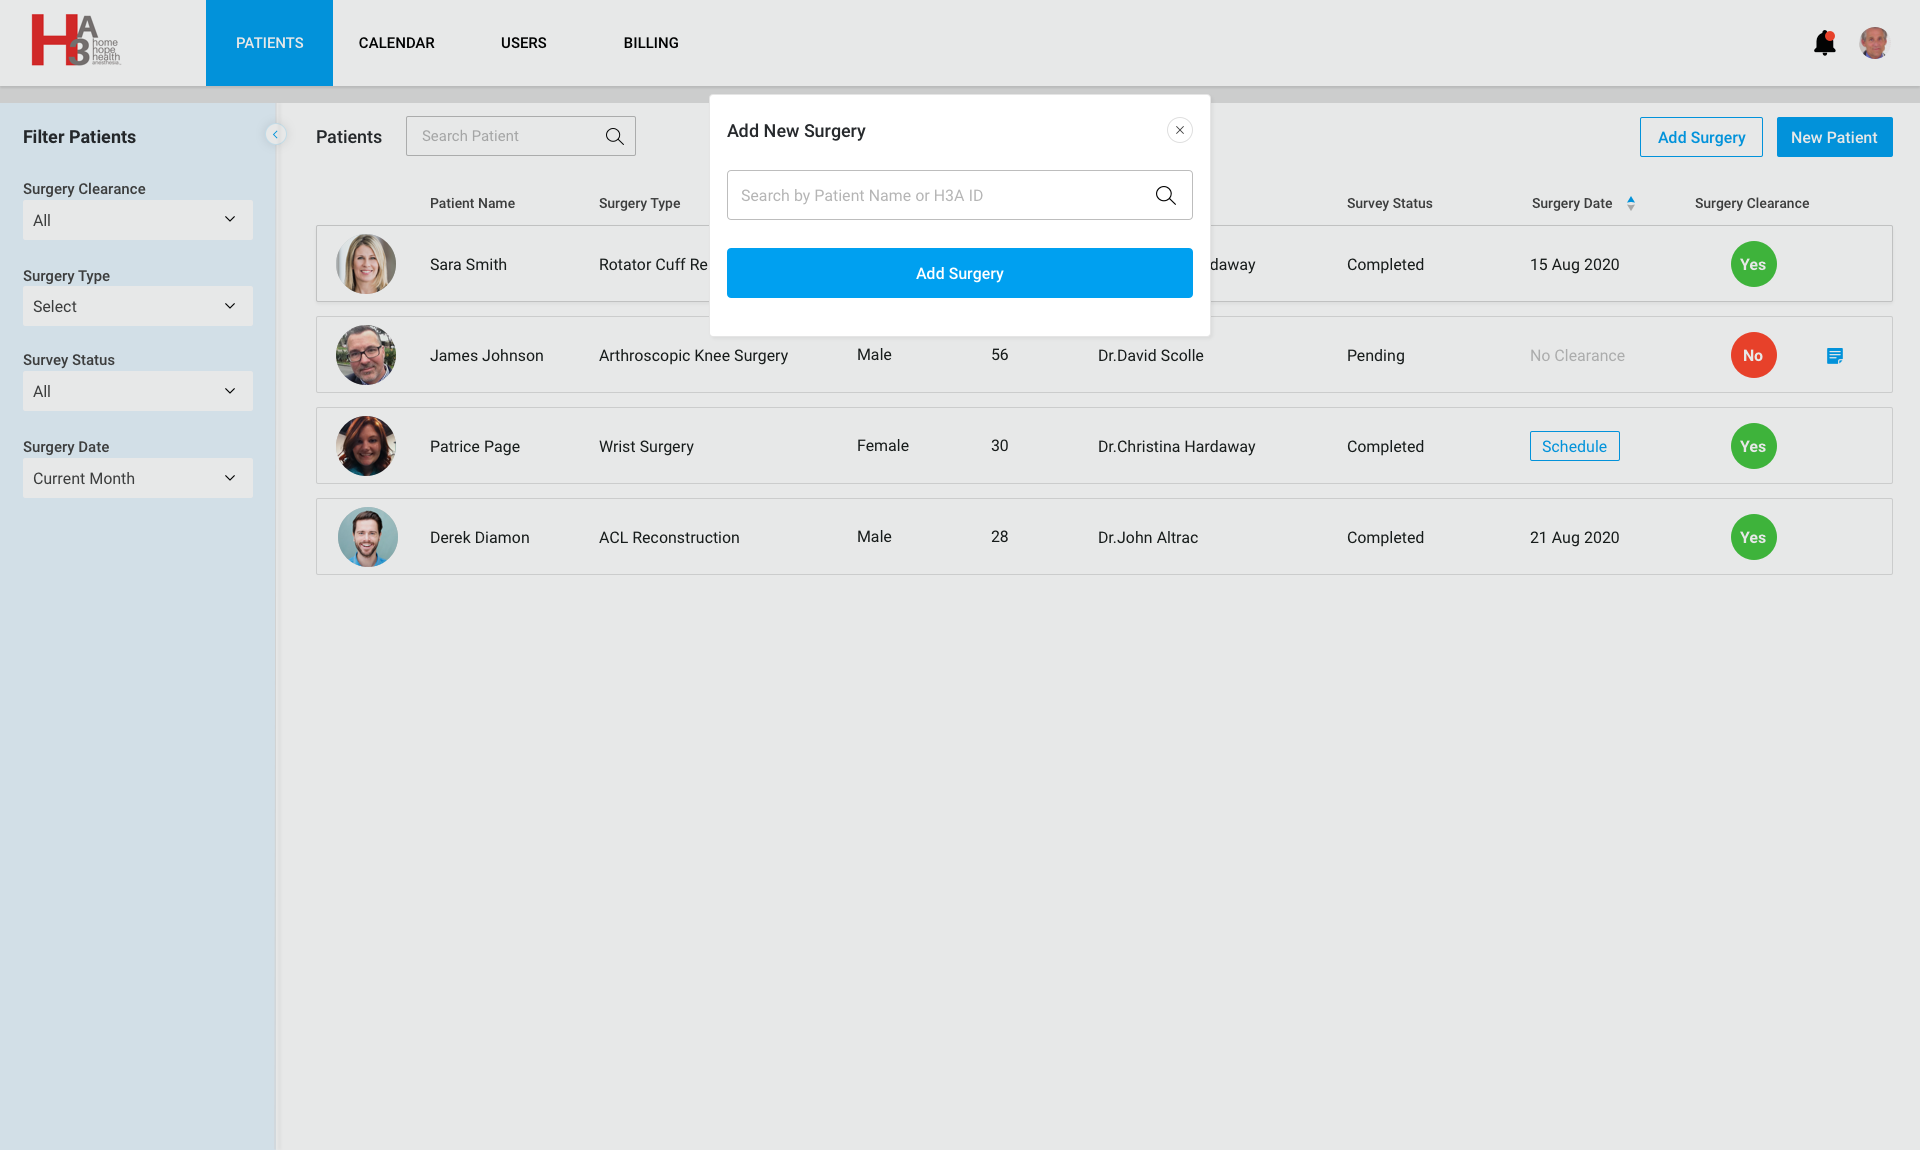 HA3 home hope health anesthesia
PATIENTS CALENDAR USERS BILLING
Filter Patients
Surgery Clearance
All
Surgery Type
Select
Survey Status
All
Surgery Date
Current Month
Patients Search Patient Add Surgery New Patient
Add New Surgery
Search by Patient Name or H3A ID
Add Surgery
Patient Name Surgery Type Survey Status Surgery Date Surgery Clearance
Sara Smith Rotator Cuff Re daway Completed 15 Aug 2020 Yes
James Johnson Arthroscopic Knee Surgery Male 56 Dr.David Scolle Pending No Clearance No
Patrice Page Wrist Surgery Female 30 Dr.Christina Hardaway Completed Schedule Yes
Derek Diamon ACL Reconstruction Male 28 Dr.John Altrac Completed 21 Aug 2020 Yes